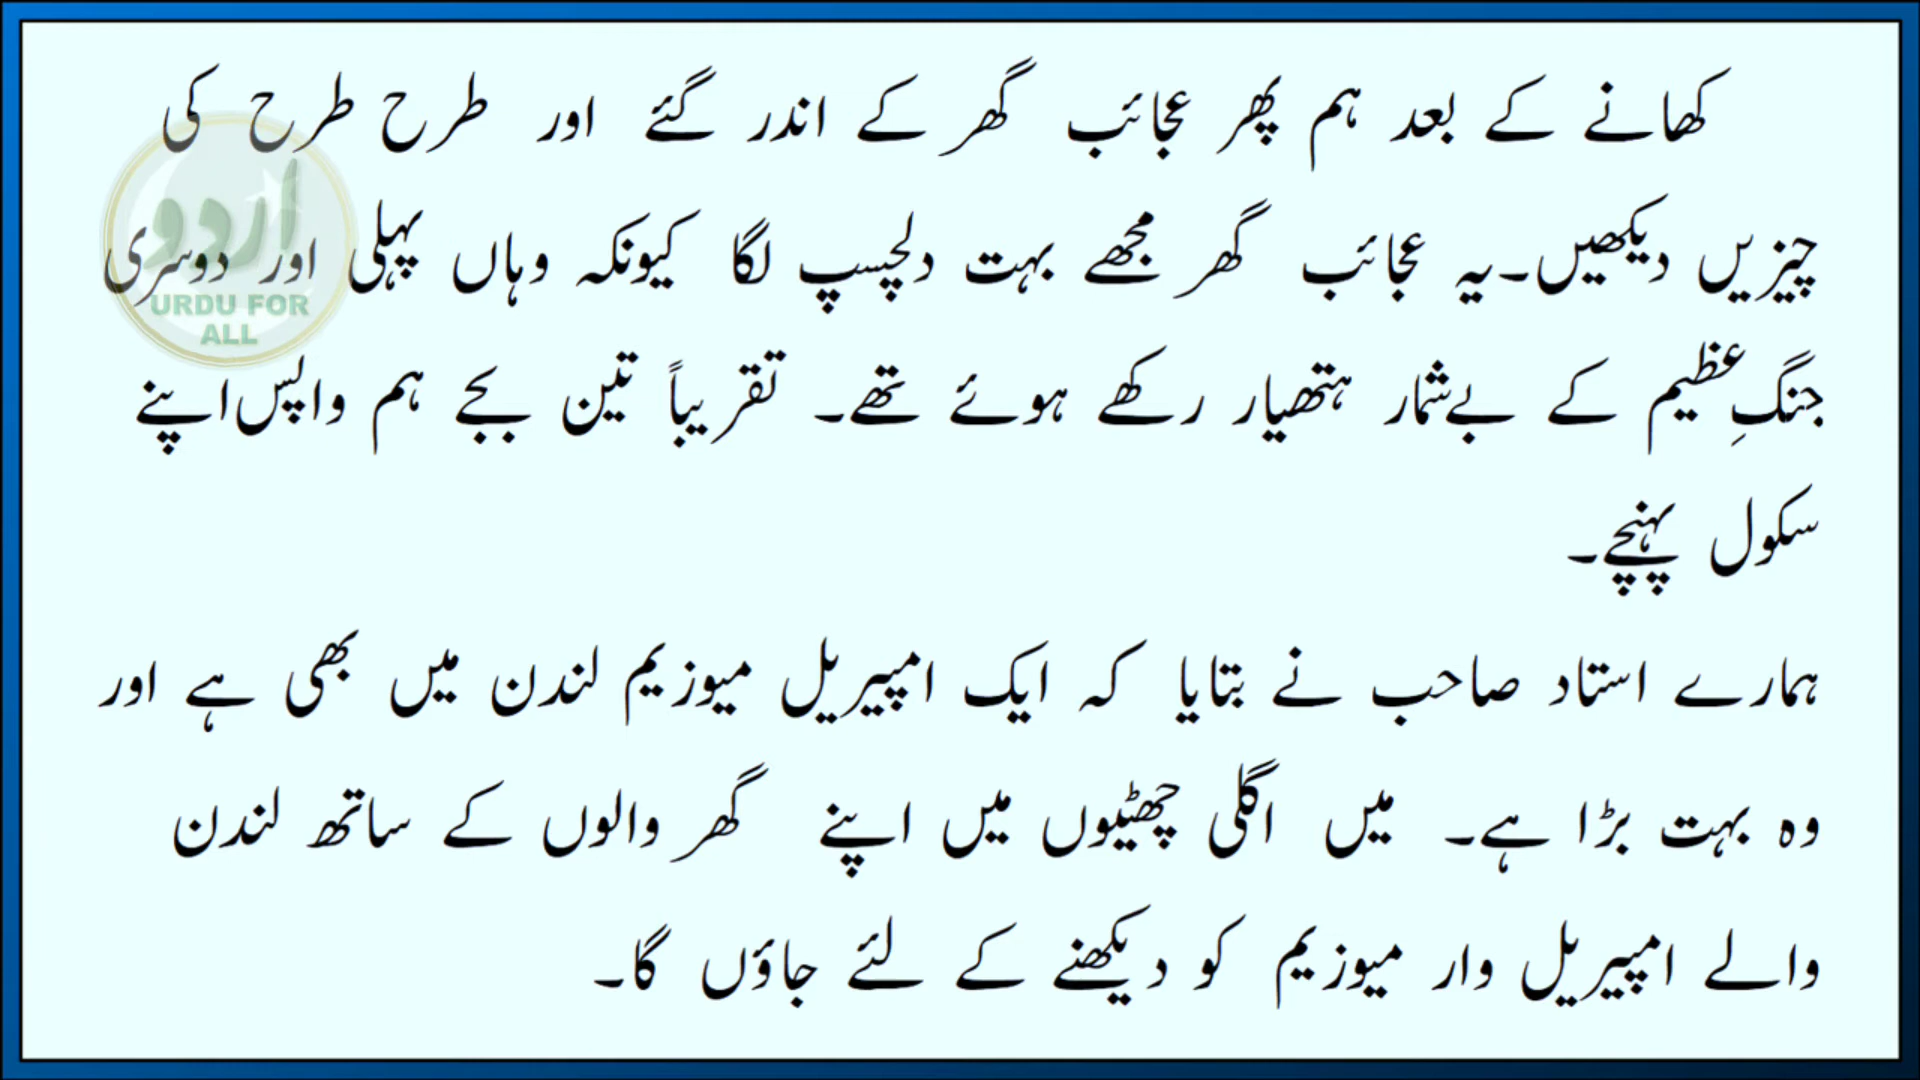 کھانے کے بعد ہم پھر عجائب گھر کے اندر گئے اور طرح طرح کی
چیزیں دیکھیں۔یہ عجائب گھر مجھے بہت دلچسپ لگا کیونکہ وہاں پہلی اور دوسری
جنگِ عظیم کے بےشمار ہتھیار رکھے ہوئے تھے۔ تقریباً تین بجے ہم واپس اپنے
سکول پہنچے۔
ہمارے استاد صاحب نے بتایا کہ ایک امپیریل میوزیم لندن میں بھی ہے اور
وہ بہت بڑا ہے۔ میں اگلی چھٹیوں میں اپنے گھر والوں کے ساتھ لندن
والے امپیریل وار میوزیم کو دیکھنے کے لئے جاؤں گا۔
اردو
URDU FOR
ALL